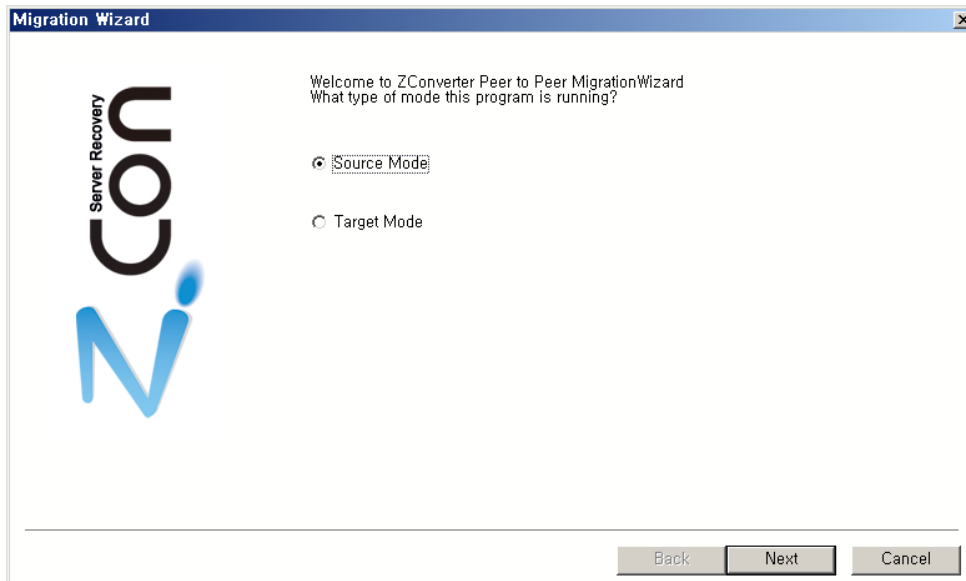 Migration Wizard
Welcome to ZConverter Peer to Peer MigrationWizard
What type of mode this program is running?
Server Recovery
Con
Source Mode
Target Mode
Back
Next
Cancel